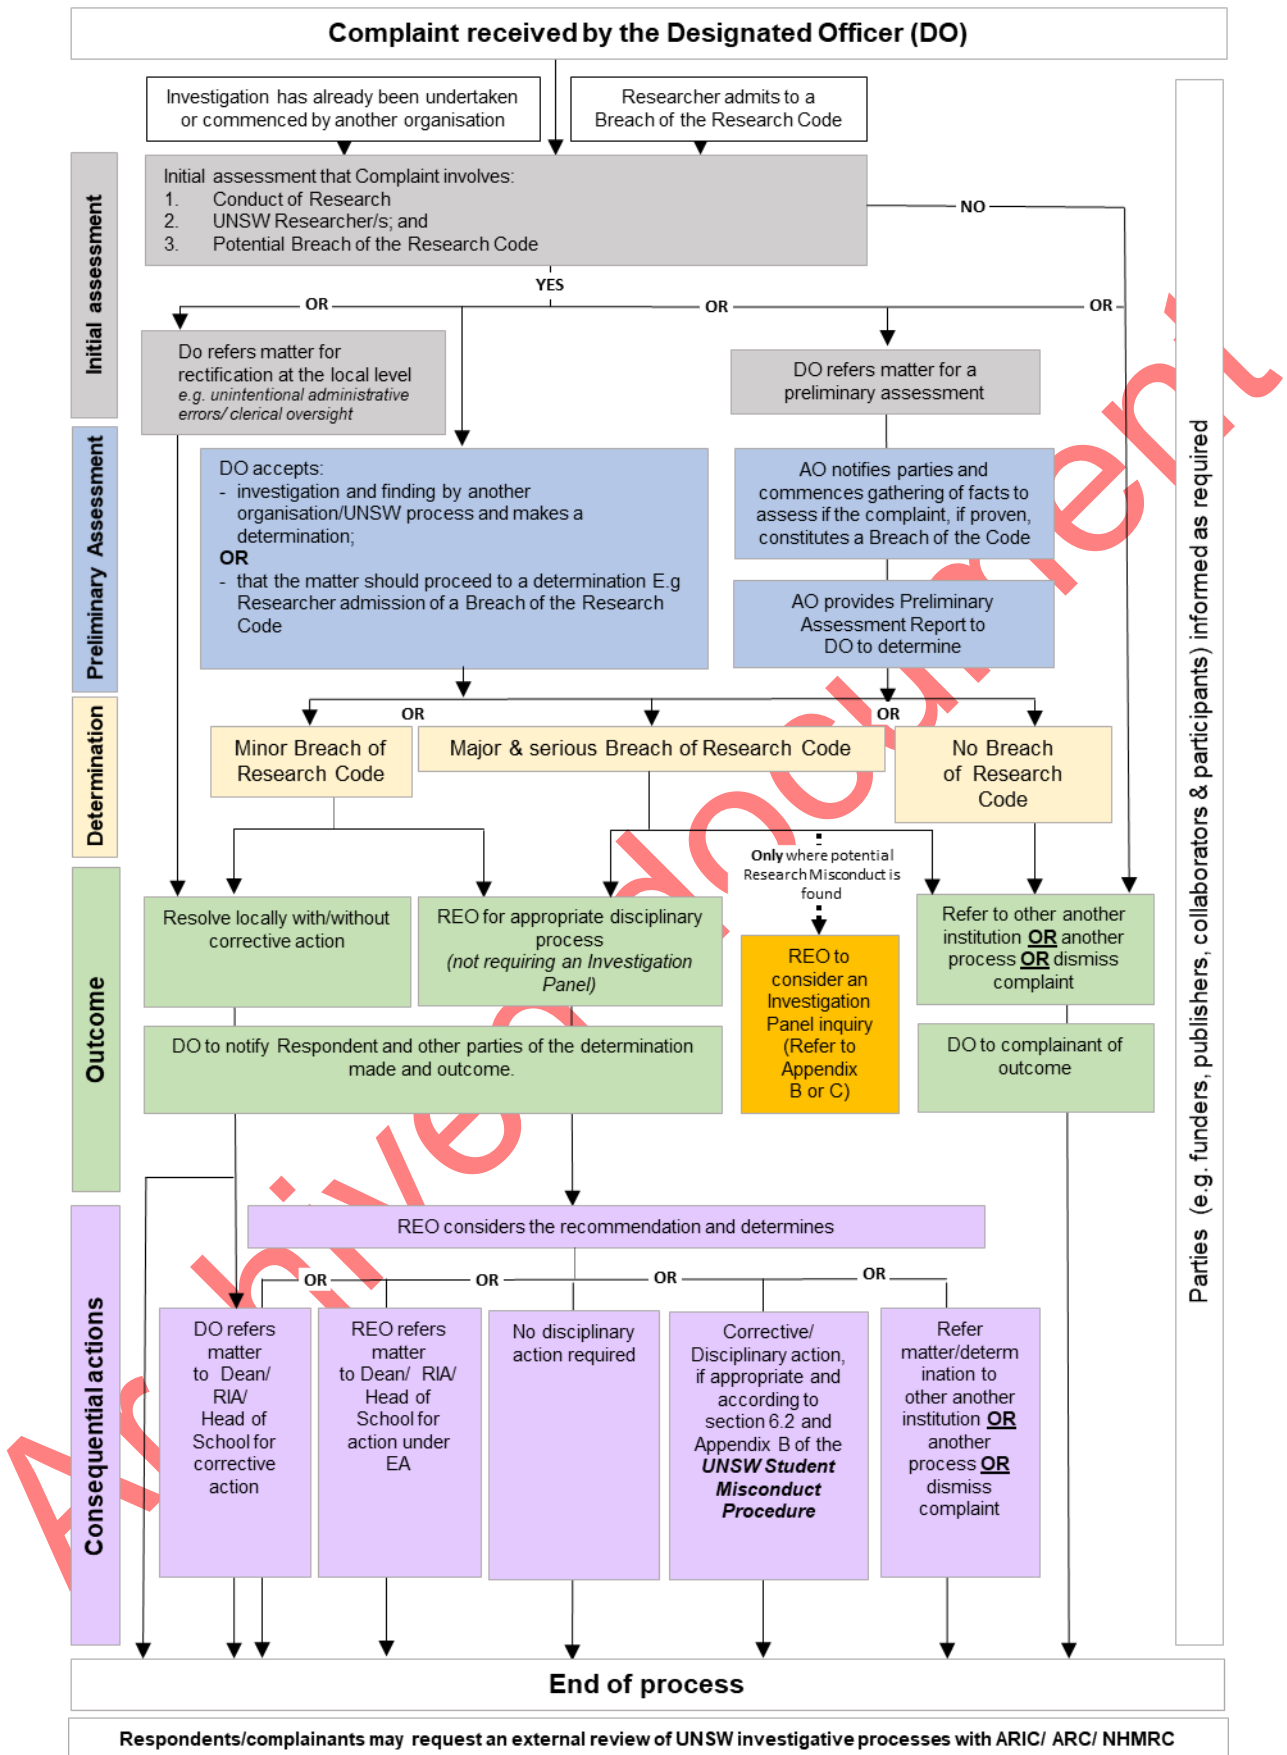 Complaint received by the Designated Officer (DO)
Investigation has already been undertaken
or commenced by another organisation
Researcher admits to a
Breach of the Research Code
Initial assessment
Initial assessment that Complaint involves:
1. Conduct of Research
2. UNSW Researcher/s; and
3. Potential Breach of the Research Code
NO
YES
OR
OR
OR
Do refers matter for
rectification at the local level
e.g. unintentional administrative
errors/ clerical oversight
DO refers matter for a
preliminary assessment
Preliminary Assessment
DO accepts:
- investigation and finding by another
organisation/UNSW process and makes a
determination;
OR
- that the matter should proceed to a determination E.g
Researcher admission of a Breach of the Research
Code
AO notifies parties and
commences gathering of facts to
assess if the complaint, if proven,
constitutes a Breach of the Code
AO provides Preliminary
Assessment Report to
DO to determine
Determination
OR
OR
Minor Breach of
Research Code
Major & serious Breach of Research Code
No Breach
of Research
Code
Only where potential
Research Misconduct is
found
Outcome
Resolve locally with/without
corrective action
REO for appropriate disciplinary
process
(not requiring an Investigation
Panel)
REO to
consider an
Investigation
Panel inquiry
(Refer to
Appendix
B or C)
Refer to other another
institution OR another
process OR dismiss
complaint
DO to notify Respondent and other parties of the determination
made and outcome.
DO to complainant of
outcome
Consequential actions
REO considers the recommendation and determines
OR
OR
OR
OR
DO refers
matter
to Dean/
RIA/
Head of
School for
corrective
action
REO refers
matter
to Dean/ RIA/
Head of
School for
action under
EA
No disciplinary
action required
Corrective/
Disciplinary action,
if appropriate and
according to
section 6.2 and
Appendix B of the
UNSW Student
Misconduct
Procedure
Refer
matter/determ
ination to
other another
institution OR
another
process OR
dismiss
complaint
Parties (e.g. funders, publishers, collaborators & participants) informed as required
End of process
Respondents/complainants may request an external review of UNSW investigative processes with ARIC/ ARC/ NHMRC
Archived document